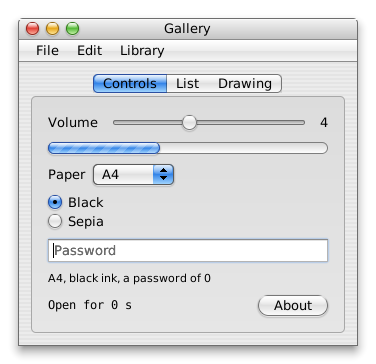 Gallery
File Edit Library
Controls List Drawing
Volume 4
Paper A4
Black
Sepia
Password
A4, black ink, a password of 0
Open for 0 s About